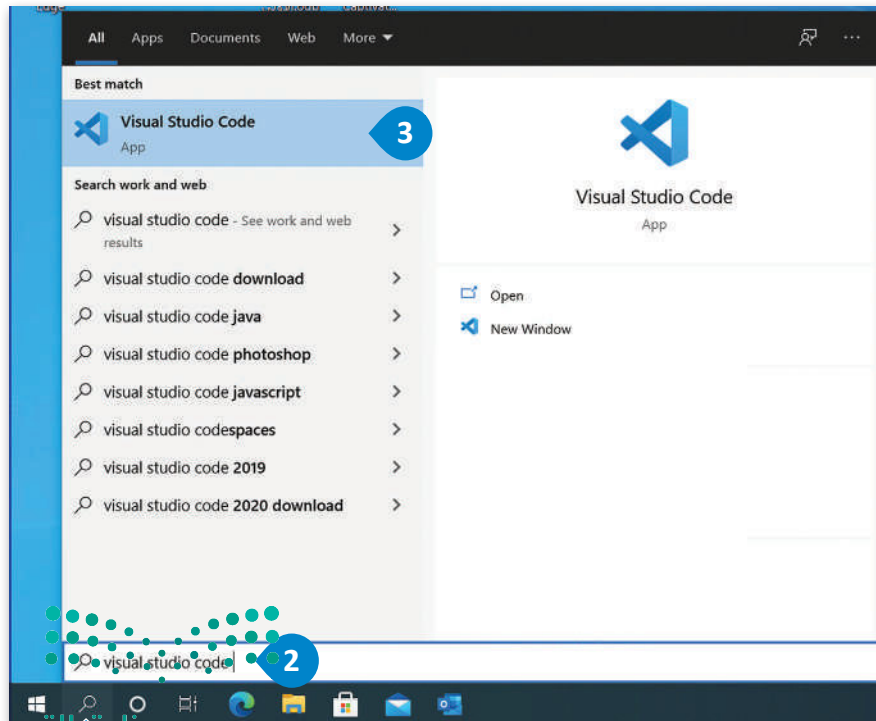 All Apps Documents Web More
Best match
Visual Studio Code
App
3
Search work and web
visual studio code - See work and web
results
visual studio code download
visual studio code java
visual studio code photoshop
visual studio code javascript
visual studio codespaces
visual studio code 2019
visual studio code 2020 download
Visual Studio Code
App
Open
New Window
visual studio code
2